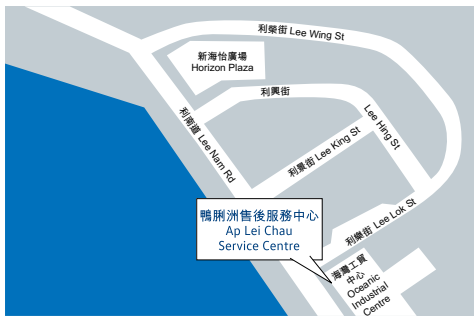 利榮街 Lee Wing St
新海怡廣場
Horizon Plaza
利興街
利南道 Lee Nam Rd
Lee Hing St
利景街 Lee King St
鴨脷洲售後服務中心
Ap Lei Chau
Service Centre
利樂街 Lee Lok St
海灣工貿
中心
Oceanic
Industrial
Centre